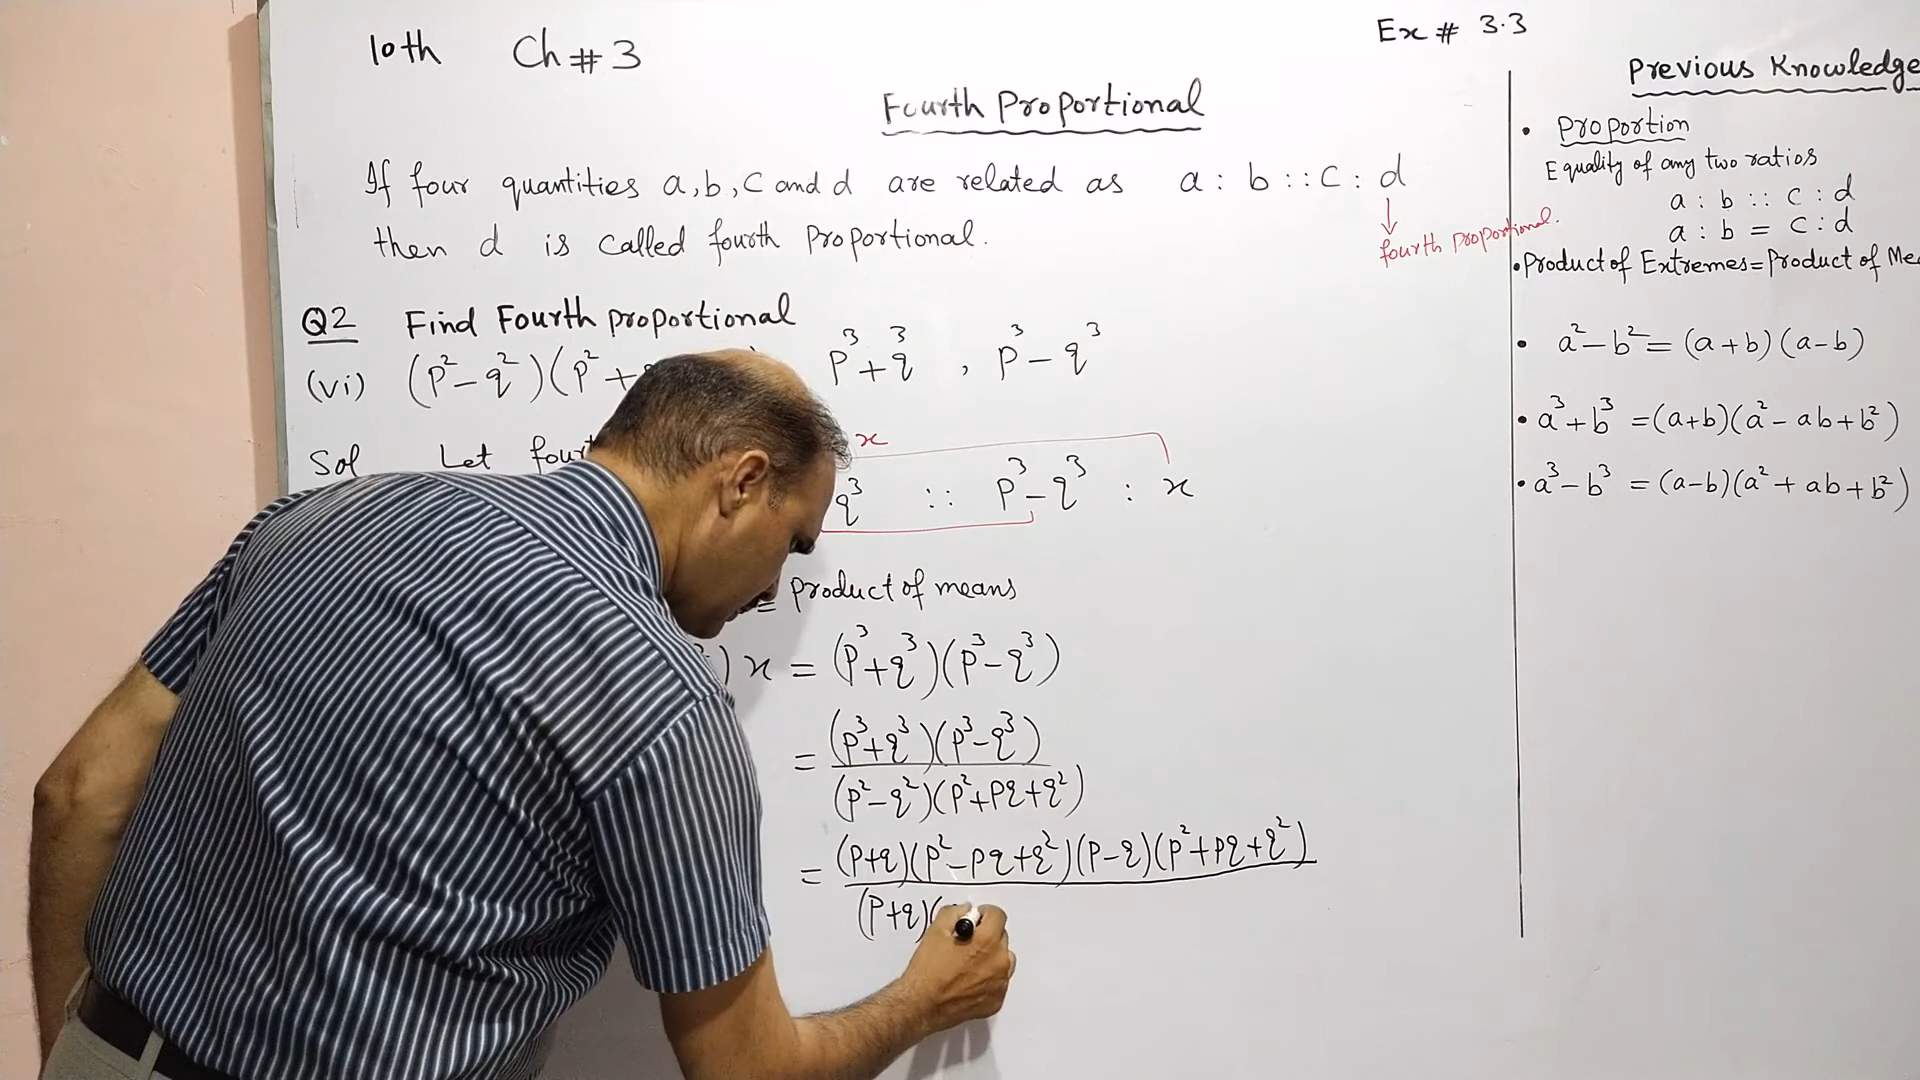 10th Ch # 3
Ex # 3.3
Fourth Proportional
If four quantities a, b, c and d are related as a : b :: c : d
fourth proportional.
then d is called fourth proportional.
Q2 Find Fourth proportional
(vi) (p²-q²)(p²+ p³+q³ , p³-q³
Sol Let x
q³ :: p³-q³ : x
= product of means
) x = (p³+q³)(p³-q³)
= (p³+q³)(p³-q³)
(p²-q²)(p²+pq+q²)
= (p+q)(p²-pq+q²)(p-q)(p²+pq+q²)
(p+q)(
Previous Knowledge
• Proportion
Equality of any two ratios
a : b :: c : d
a : b = c : d
• Product of Extremes = Product of
• a²-b² = (a+b)(a-b)
• a³+b³ = (a+b)(a²-ab+b²)
• a³-b³ = (a-b)(a²+ab+b²)